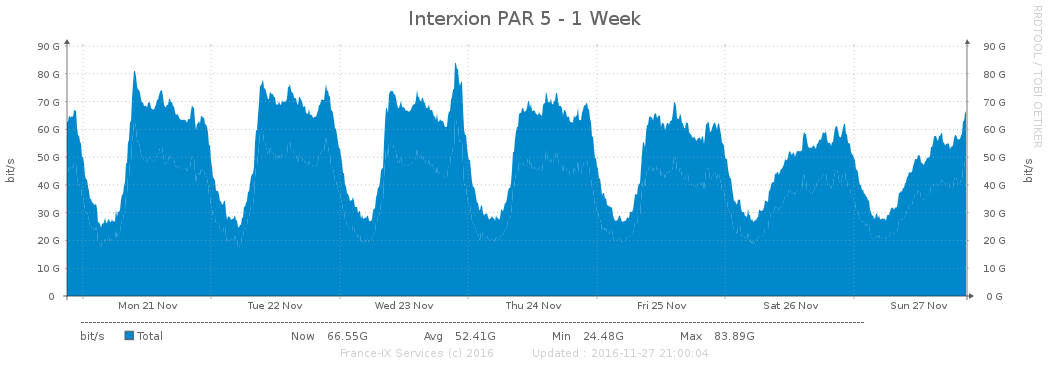 Interxion PAR 5 - 1 Week
RRDTOOL / TOBI OETIKER
90 G 90 G
80 G 80 G
70 G 70 G
60 G 60 G
50 G 50 G
40 G 40 G
30 G 30 G
20 G 20 G
10 G 10 G
0 0 G
bit/s
bit/s
Mon 21 Nov Tue 22 Nov Wed 23 Nov Thu 24 Nov Fri 25 Nov Sat 26 Nov Sun 27 Nov
bit/s Total Now 66.55G Avg 52.41G Min 24.48G Max 83.89G
France-IX Services (c) 2016 Updated : 2016-11-27 21:00:04